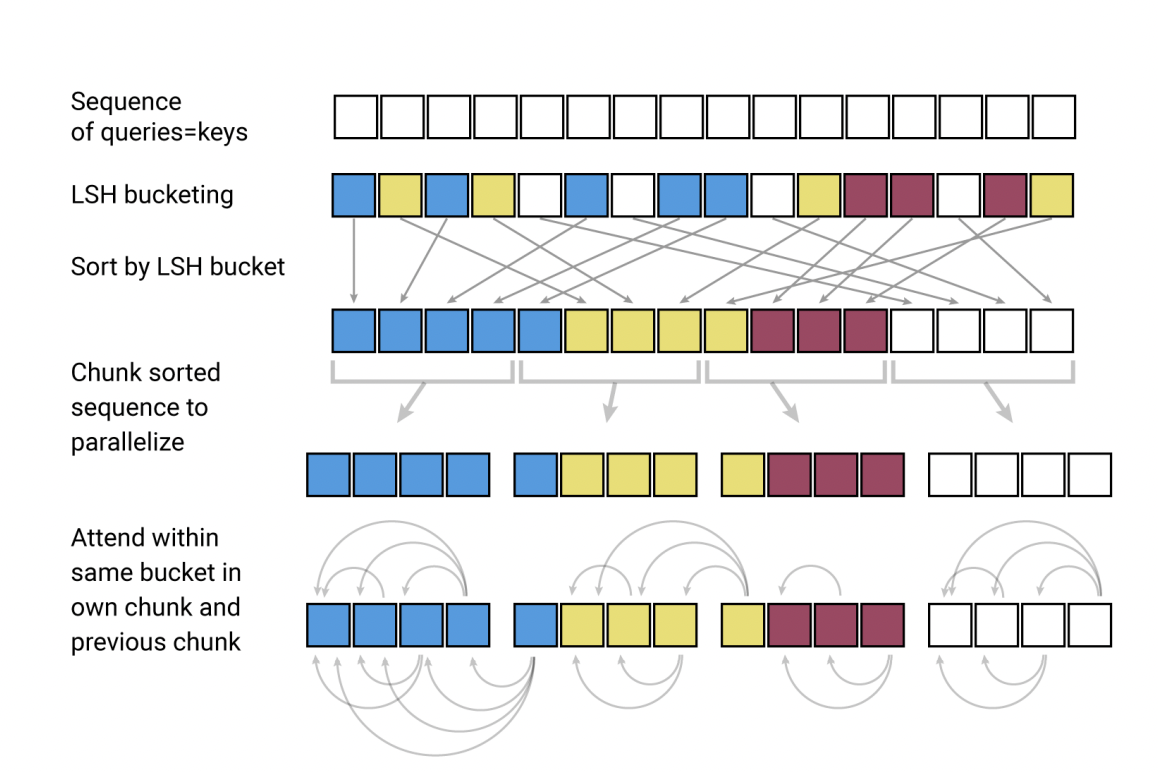 Sequence
of queries=keys
LSH bucketing
Sort by LSH bucket
Chunk sorted
sequence to
parallelize
Attend within
same bucket in
own chunk and
previous chunk